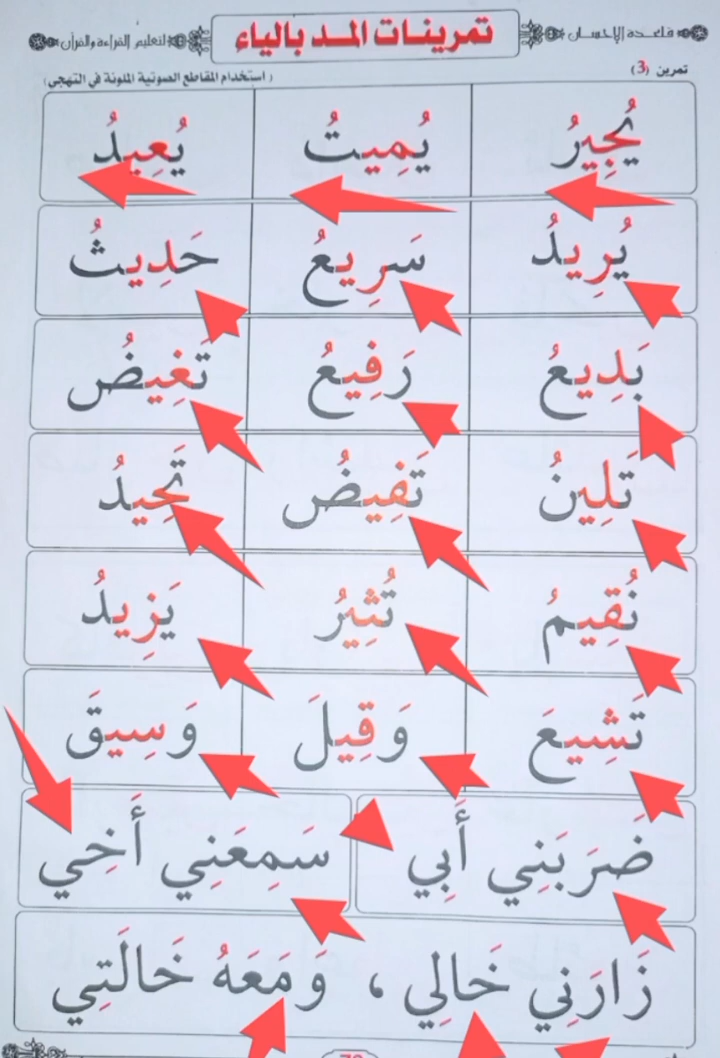 قاعدة الإحسان
تمرينات المد بالياء
لتعليم القراءة والقرآن
تمرين (3)
(استخدام المقاطع الصوتية الملونة في التهجي)
يُجِيرُ يُمِيتُ يُعِيدُ
يُرِيدُ سَرِيعُ حَدِيثُ
بَدِيعُ رَفِيعُ تَغِيضُ
تَلِينُ تَفِيضُ تَحِيدُ
نُقِيمُ تُثِيرُ يَزِيدُ
تَشِيعَ وَقِيلَ وَسِيقَ
ضَرَبَنِي أَبِي سَمِعَنِي أَخِي
زَارَنِي خَالِي ، وَمَعَهُ خَالَتِي